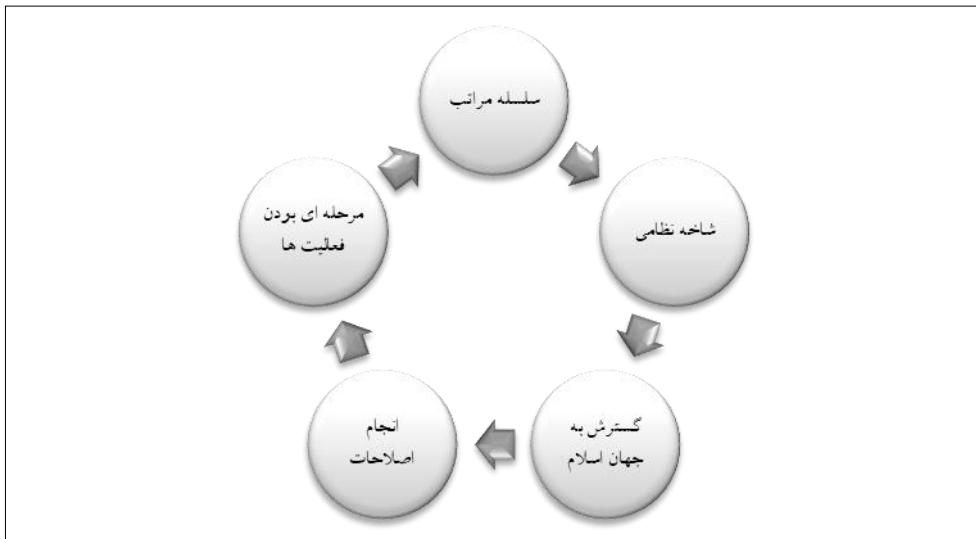 سلسله مراتب
شاخه نظامی
گسترش به
جهان اسلام
انجام
اصلاحات
مرحله ای بودن
فعالیت ها